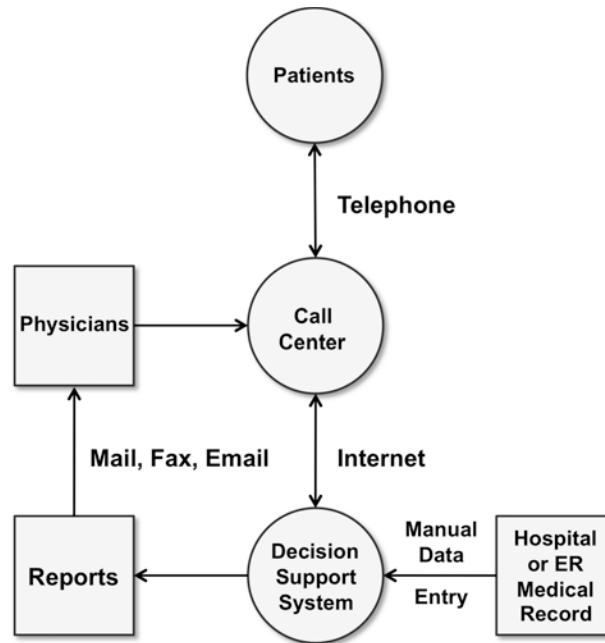 Patients
Telephone
Physicians
Call
Center
Mail, Fax, Email
Internet
Reports
Decision
Support
System
Manual
Data
Entry
Hospital
or ER
Medical
Record